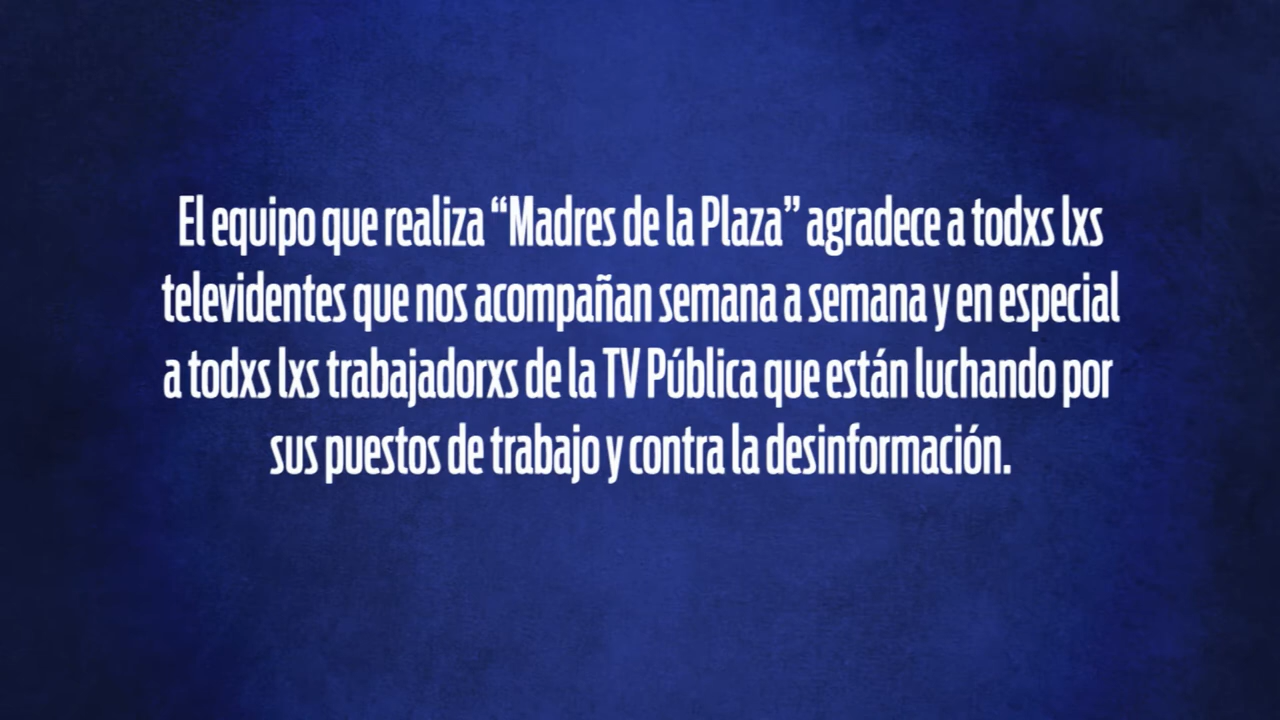 El equipo que realiza “Madres de la Plaza” agradece a todxs lxs
televidentes que nos acompañan semana a semana y en especial
a todxs lxs trabajadorxs de la TV Pública que están luchando por
sus puestos de trabajo y contra la desinformación.